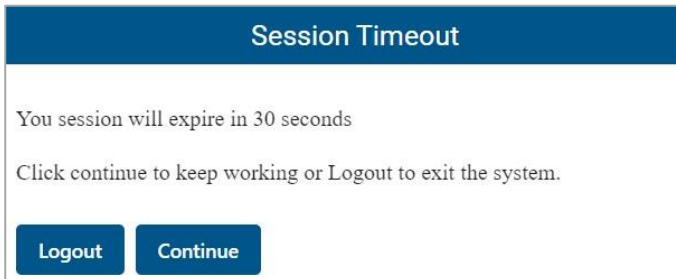 Session Timeout
You session will expire in 30 seconds
Click continue to keep working or Logout to exit the system.
Logout Continue